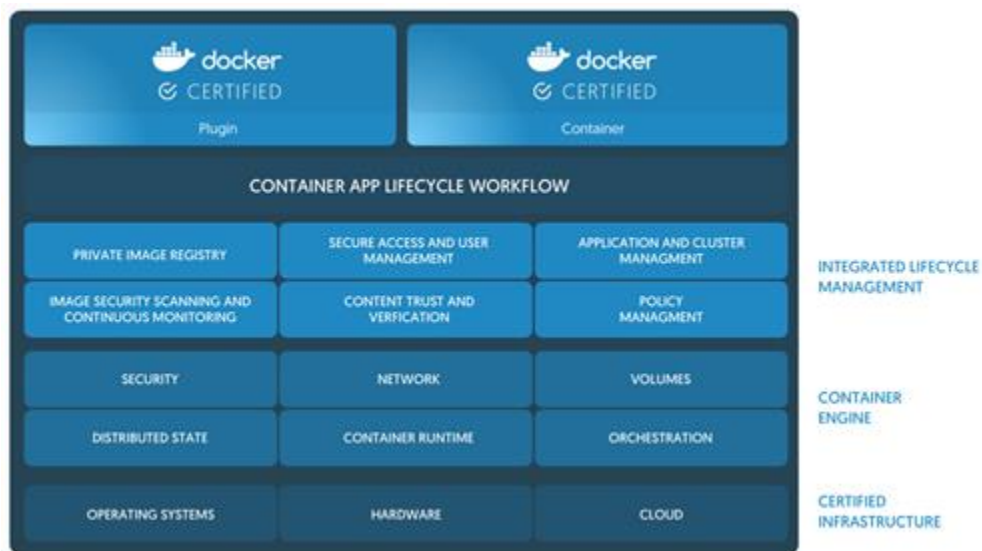 docker
CERTIFIED
Plugin
docker
CERTIFIED
Container
CONTAINER APP LIFECYCLE WORKFLOW
PRIVATE IMAGE REGISTRY
SECURE ACCESS AND USER
MANAGEMENT
APPLICATION AND CLUSTER
MANAGMENT
IMAGE SECURITY SCANNING AND
CONTINUOUS MONITORING
CONTENT TRUST AND
VERFICATION
POLICY
MANAGMENT
INTEGRATED LIFECYCLE
MANAGEMENT
SECURITY
NETWORK
VOLUMES
DISTRIBUTED STATE
CONTAINER RUNTIME
ORCHESTRATION
CONTAINER
ENGINE
OPERATING SYSTEMS
HARDWARE
CLOUD
CERTIFIED
INFRASTRUCTURE